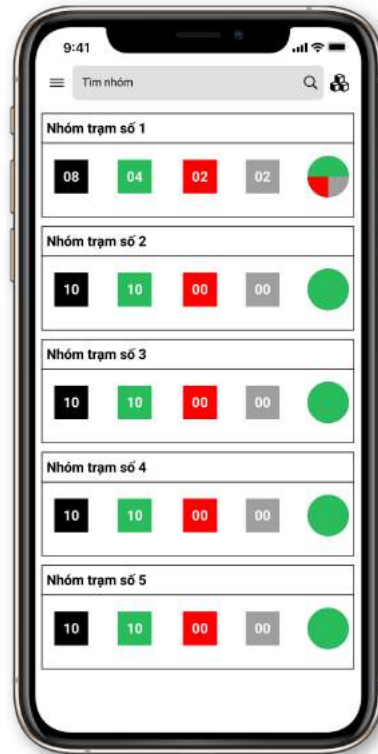 9:41
Tìm nhóm
Nhóm trạm số 1
08 04 02 02
Nhóm trạm số 2
10 10 00 00
Nhóm trạm số 3
10 10 00 00
Nhóm trạm số 4
10 10 00 00
Nhóm trạm số 5
10 10 00 00